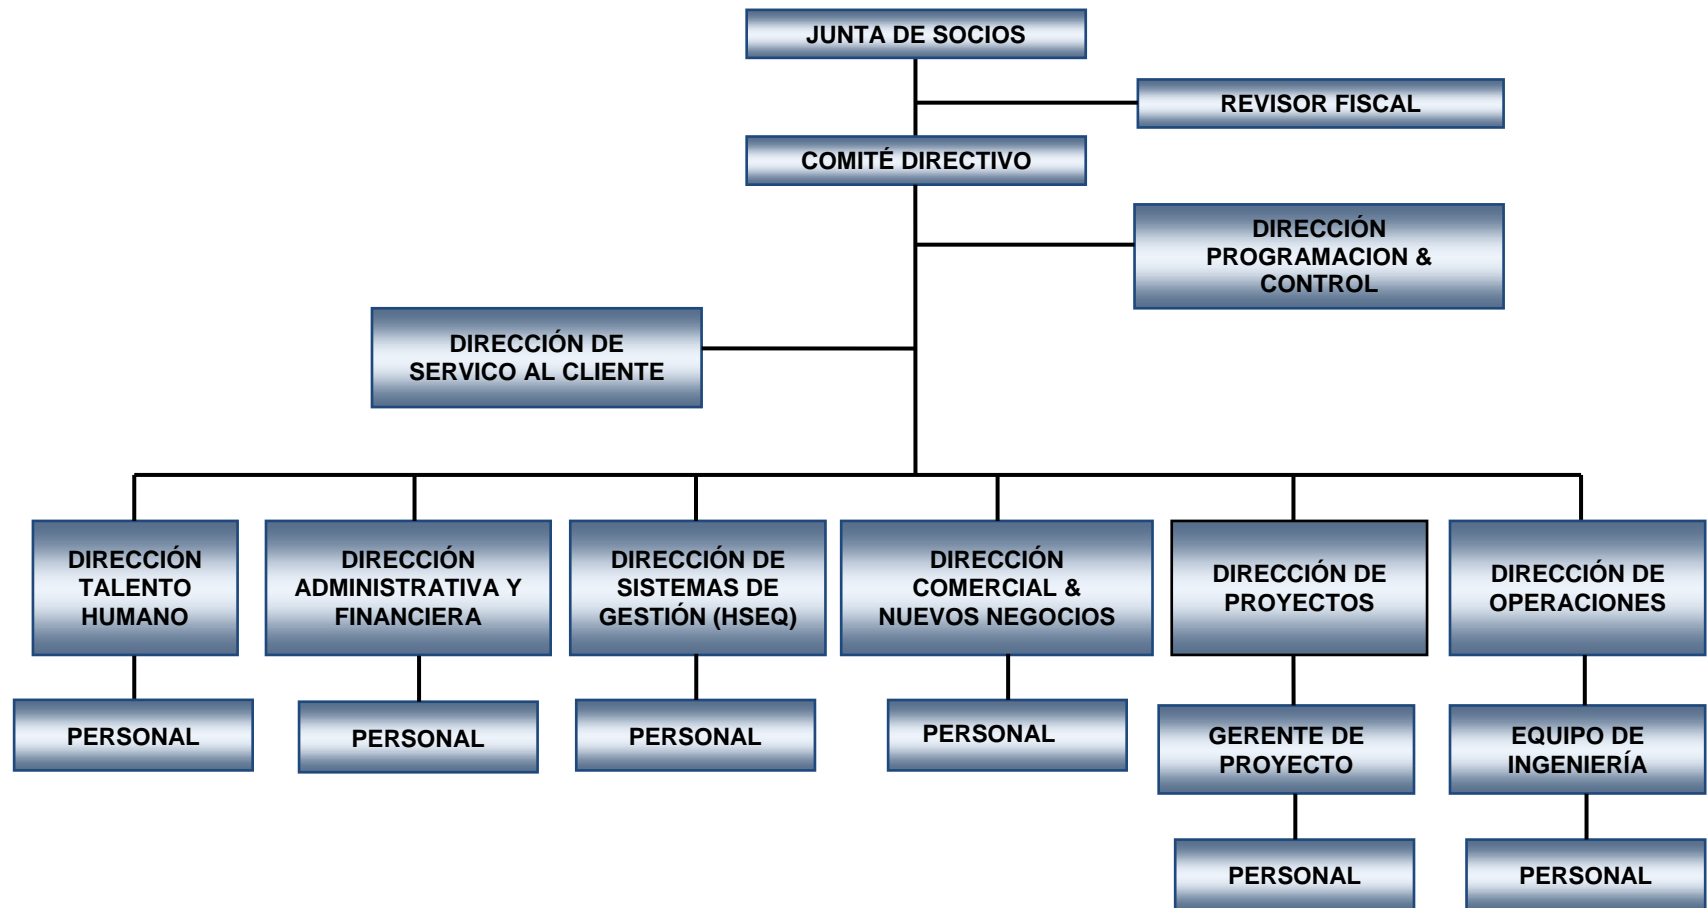 JUNTA DE SOCIOS
REVISOR FISCAL
COMITÉ DIRECTIVO
DIRECCIÓN
PROGRAMACION &
CONTROL
DIRECCIÓN DE
SERVICO AL CLIENTE
DIRECCIÓN
TALENTO
HUMANO
DIRECCIÓN
ADMINISTRATIVA Y
FINANCIERA
DIRECCIÓN DE
SISTEMAS DE
GESTIÓN (HSEQ)
DIRECCIÓN
COMERCIAL &
NUEVOS NEGOCIOS
DIRECCIÓN DE
PROYECTOS
DIRECCIÓN DE
OPERACIONES
PERSONAL
PERSONAL
PERSONAL
PERSONAL
GERENTE DE
PROYECTO
EQUIPO DE
INGENIERÍA
PERSONAL
PERSONAL